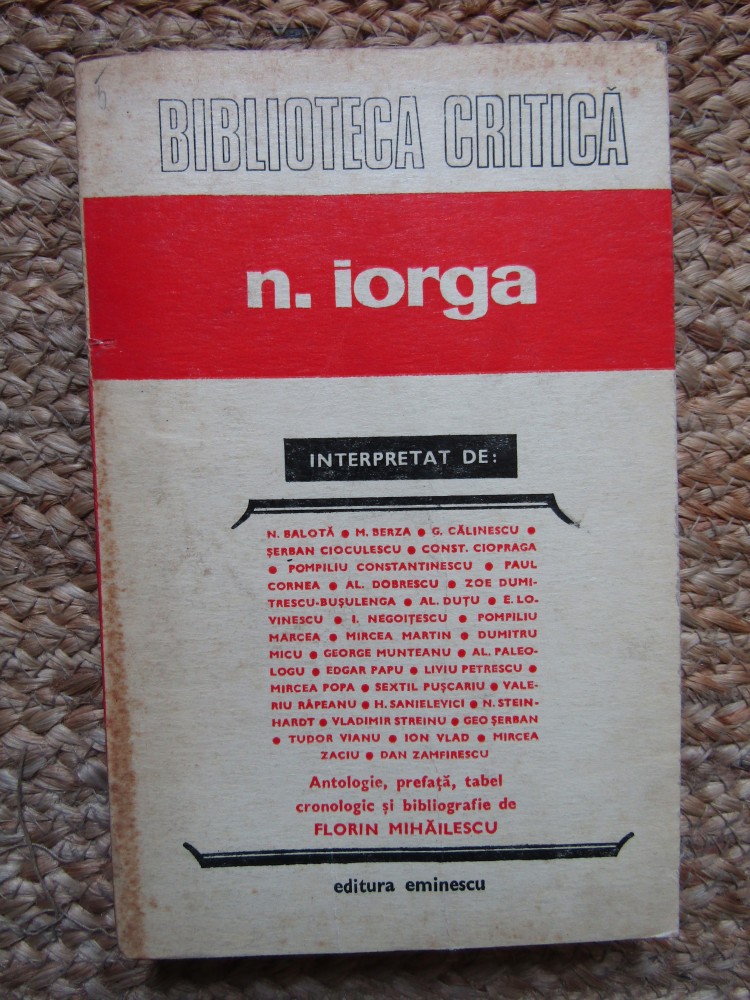 BIBLIOTECA CRITICĂ
n. iorga
INTERPRETAT DE:
N. BALOTĂ • M. BERZA • G. CĂLINESCU •
ŞERBAN CIOCULESCU • CONST. CIOPRAGA
• POMPILIU CONSTANTINESCU • PAUL
CORNEA • AL. DOBRESCU • ZOE DUMI-
TRESCU-BUŞULENGA • AL. DUŢU • E. LO-
VINESCU • I. NEGOIŢESCU • POMPILIU
MARCEA • MIRCEA MARTIN • DUMITRU
MICU • GEORGE MUNTEANU • AL. PALEO-
LOGU • EDGAR PAPU • LIVIU PETRESCU •
MIRCEA POPA • SEXTIL PUŞCARIU • VALE-
RIU RÂPEANU • H. SANIELEVICI • N. STEIN-
HARDT • VLADIMIR STREINU • GEO ŞERBAN
• TUDOR VIANU • ION VLAD • MIRCEA
ZACIU • DAN ZAMFIRESCU
Antologie, prefaţă, tabel
cronologic şi bibliografie de
FLORIN MIHĂILESCU
editura eminescu